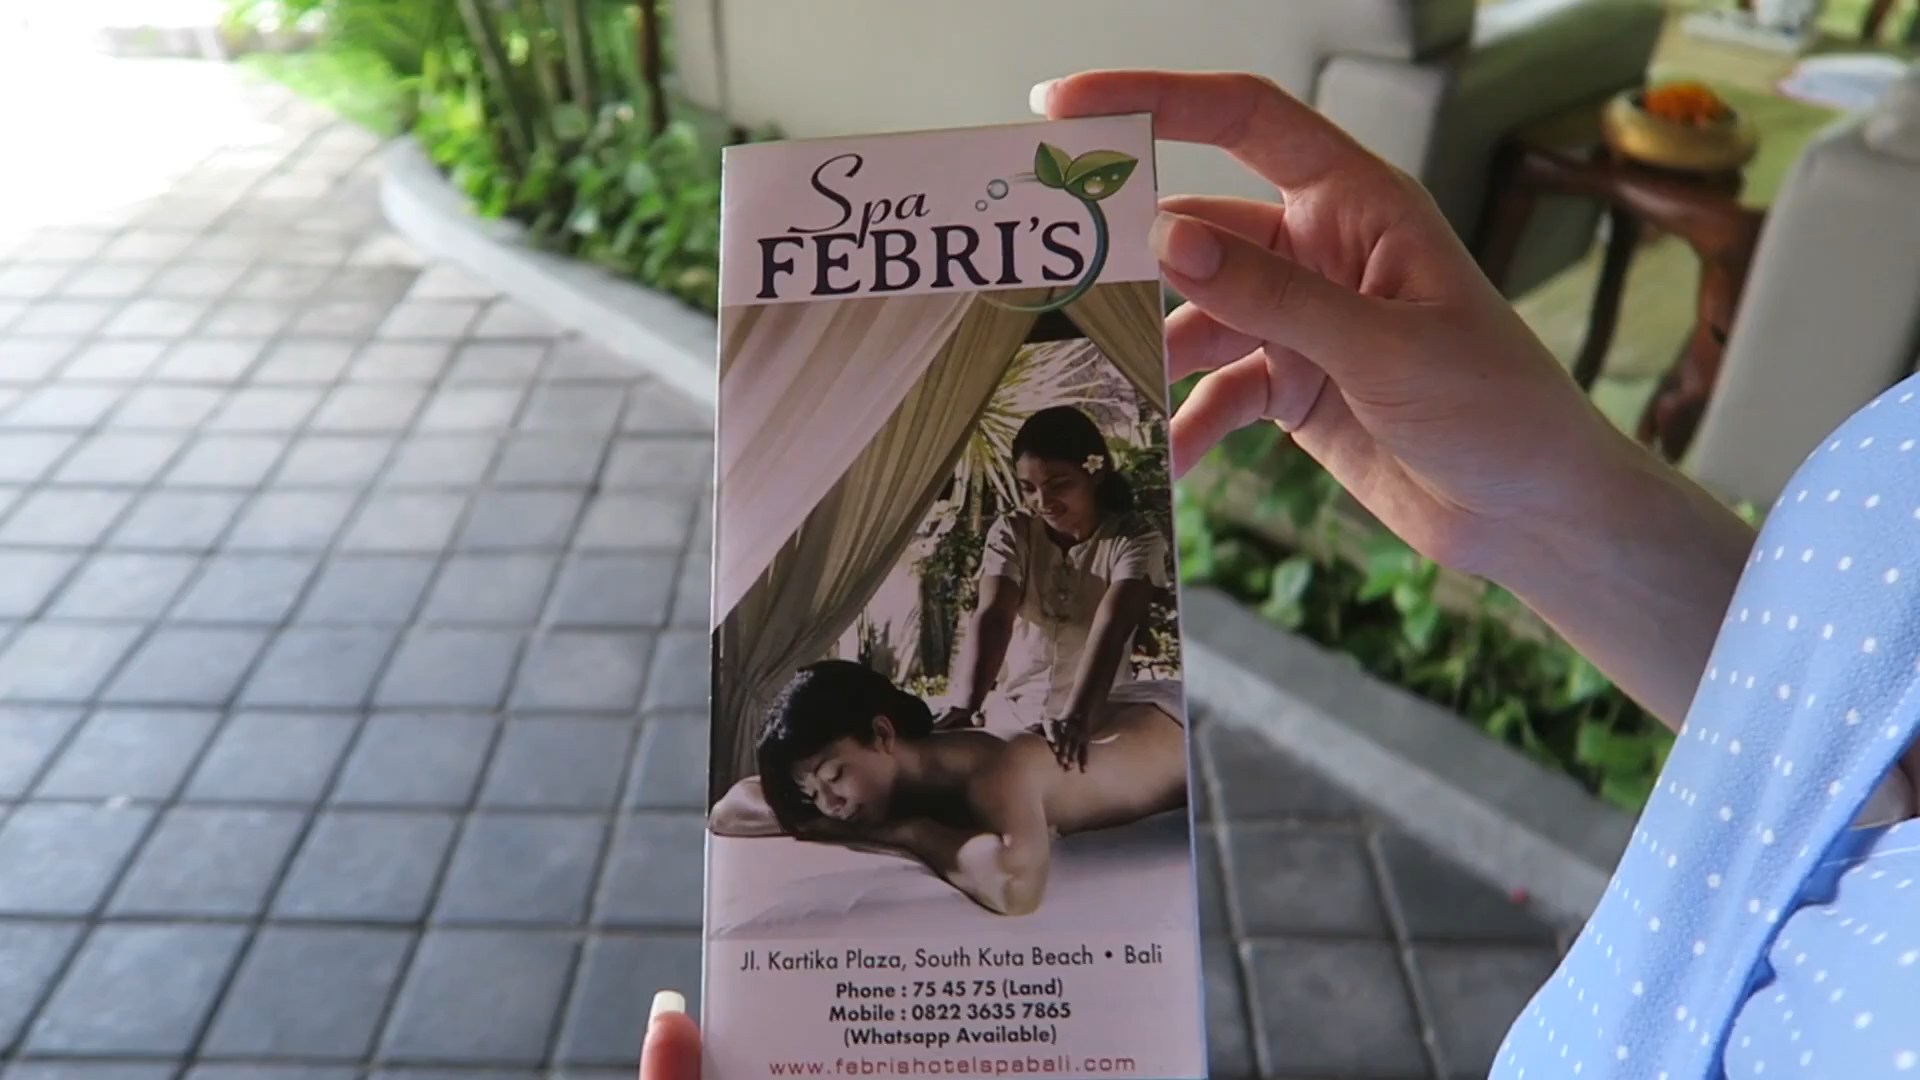 Spa
FEBRI'S
Jl. Kartika Plaza, South Kuta Beach • Bali
Phone : 75 45 75 (Land)
Mobile : 0822 3635 7865
(Whatsapp Available)
www.febrishotelspabali.com